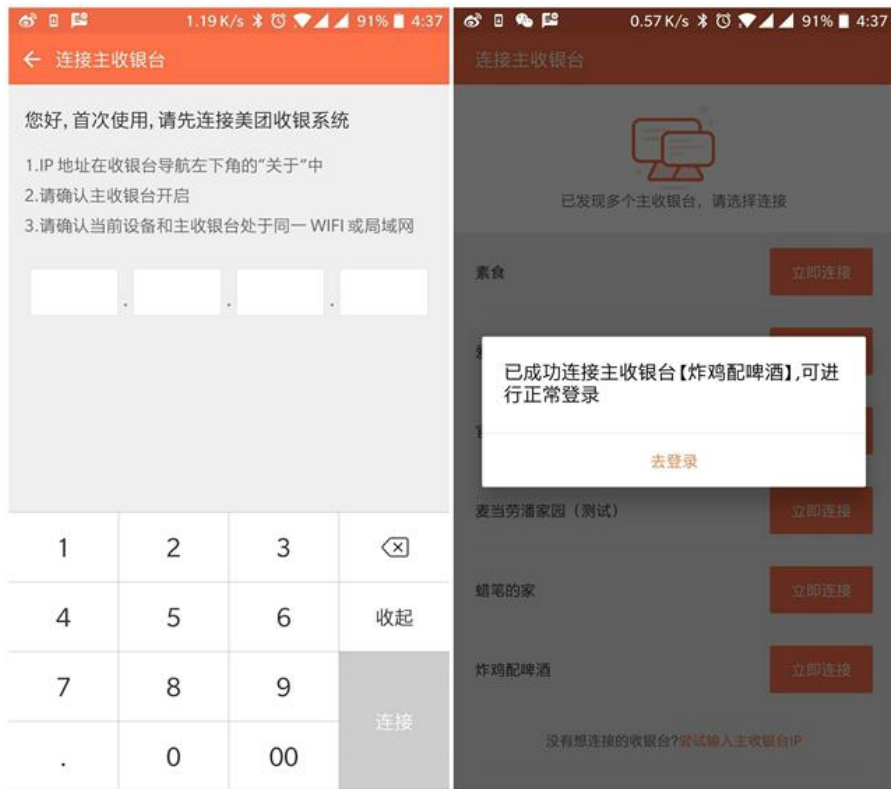 1.19 K/s 91% 4:37
连接主收银台
您好,首次使用,请先连接美团收银系统
1.IP 地址在收银台导航左下角的“关于”中
2.请确认主收银台开启
3.请确认当前设备和主收银台处于同一 WIFI 或局域网
. . .
1 2 3
4 5 6 收起
7 8 9
连接
. 0 00
0.57 K/s 91% 4:37
连接主收银台
已发现多个主收银台，请选择连接
素食 立即连接
已成功连接主收银台【炸鸡配啤酒】,可进
行正常登录
去登录
麦当劳潘家园（测试） 立即连接
蜡笔的家 立即连接
炸鸡配啤酒 立即连接
没有想连接的收银台?尝试输入主收银台IP